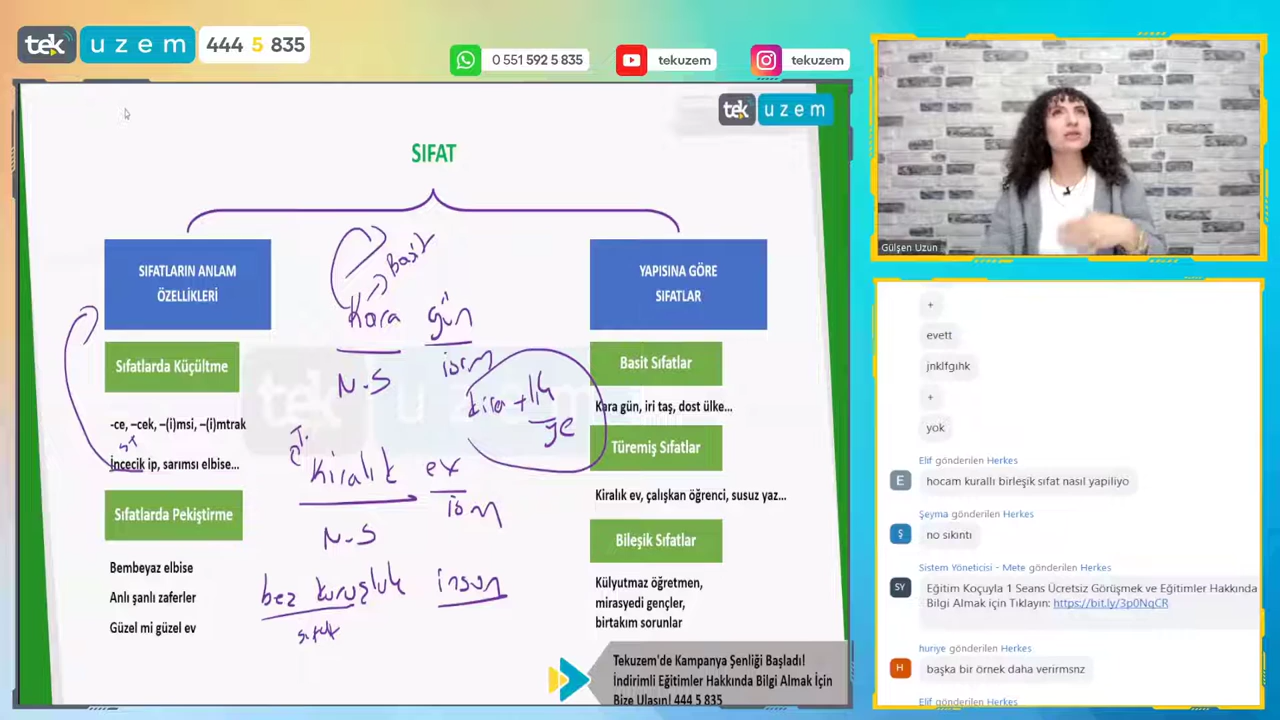 tek uzem 444 5 835
0 551 592 5 835
tekuzem
tekuzem
tek uzem
SIFAT
SIFATLARIN ANLAM
ÖZELLİKLERİ
Sıfatlarda Küçültme
-ce, –cek, –(i)msi, –(i)mtrak
İncecik ip, sarımsı elbise...
Sıfatlarda Pekiştirme
Bembeyaz elbise
Anlı şanlı zaferler
Güzel mi güzel ev
Basit
Kara gün
isim
N-S
kira + lık
ye
kiralık ev
isim
N-S
beş kuruşluk insan
sıfat
YAPISINA GÖRE
SIFATLAR
Basit Sıfatlar
Kara gün, iri taş, dost ülke...
Türemiş Sıfatlar
Kiralık ev, çalışkan öğrenci, susuz yaz...
Bileşik Sıfatlar
Külyutmaz öğretmen,
mirasyedi gençler,
birtakım sorunlar
Tekuzem'de Kampanya Şenliği Başladı!
İndirimli Eğitimler Hakkında Bilgi Almak İçin
Bize Ulaşın! 444 5 835
Gülşen Uzun
+
evett
jnklfgıhk
+
yok
Elif gönderilen Herkes
E
hocam kurallı birleşik sıfat nasıl yapiliyo
Şeyma gönderilen Herkes
Ş
no sıkıntı
Sistem Yöneticisi - Mete gönderilen Herkes
SY
Eğitim Koçuyla 1 Seans Ücretsiz Görüşmek ve Eğitimler Hakkında
Bilgi Almak için Tıklayın: https://bit.ly/3p0NqCR
huriye gönderilen Herkes
H
başka bir örnek daha verirmsnz
Elif gönderilen Herkes